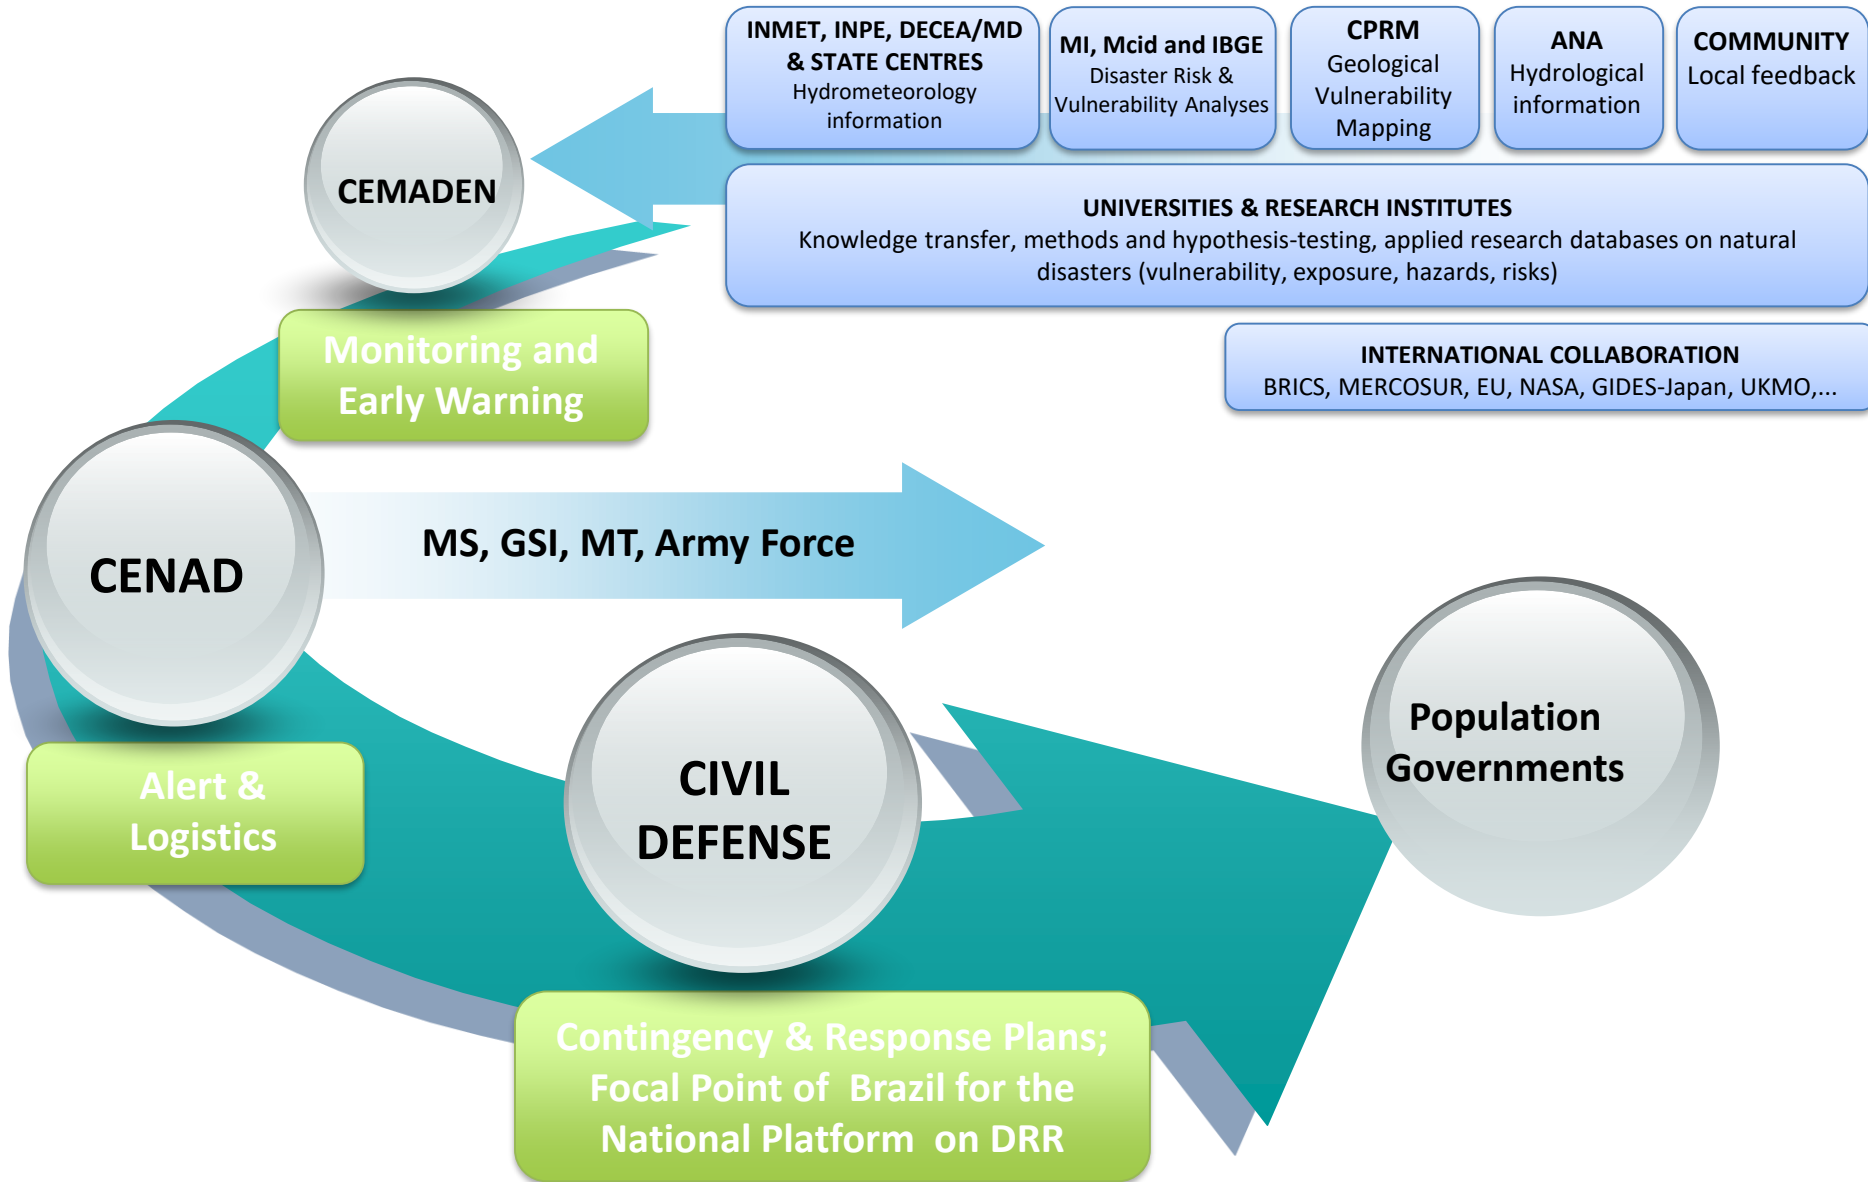 INMET, INPE, DECEA/MD
& STATE CENTRES
Hydrometeorology
information
MI, Mcid and IBGE
Disaster Risk &
Vulnerability Analyses
CPRM
Geological
Vulnerability
Mapping
ANA
Hydrological
information
COMMUNITY
Local feedback
CEMADEN
UNIVERSITIES & RESEARCH INSTITUTES
Knowledge transfer, methods and hypothesis-testing, applied research databases on natural
disasters (vulnerability, exposure, hazards, risks)
Monitoring and
Early Warning
INTERNATIONAL COLLABORATION
BRICS, MERCOSUR, EU, NASA, GIDES-Japan, UKMO,...
CENAD
MS, GSI, MT, Army Force
Alert &
Logistics
CIVIL
DEFENSE
Population
Governments
Contingency & Response Plans;
Focal Point of Brazil for the
National Platform on DRR